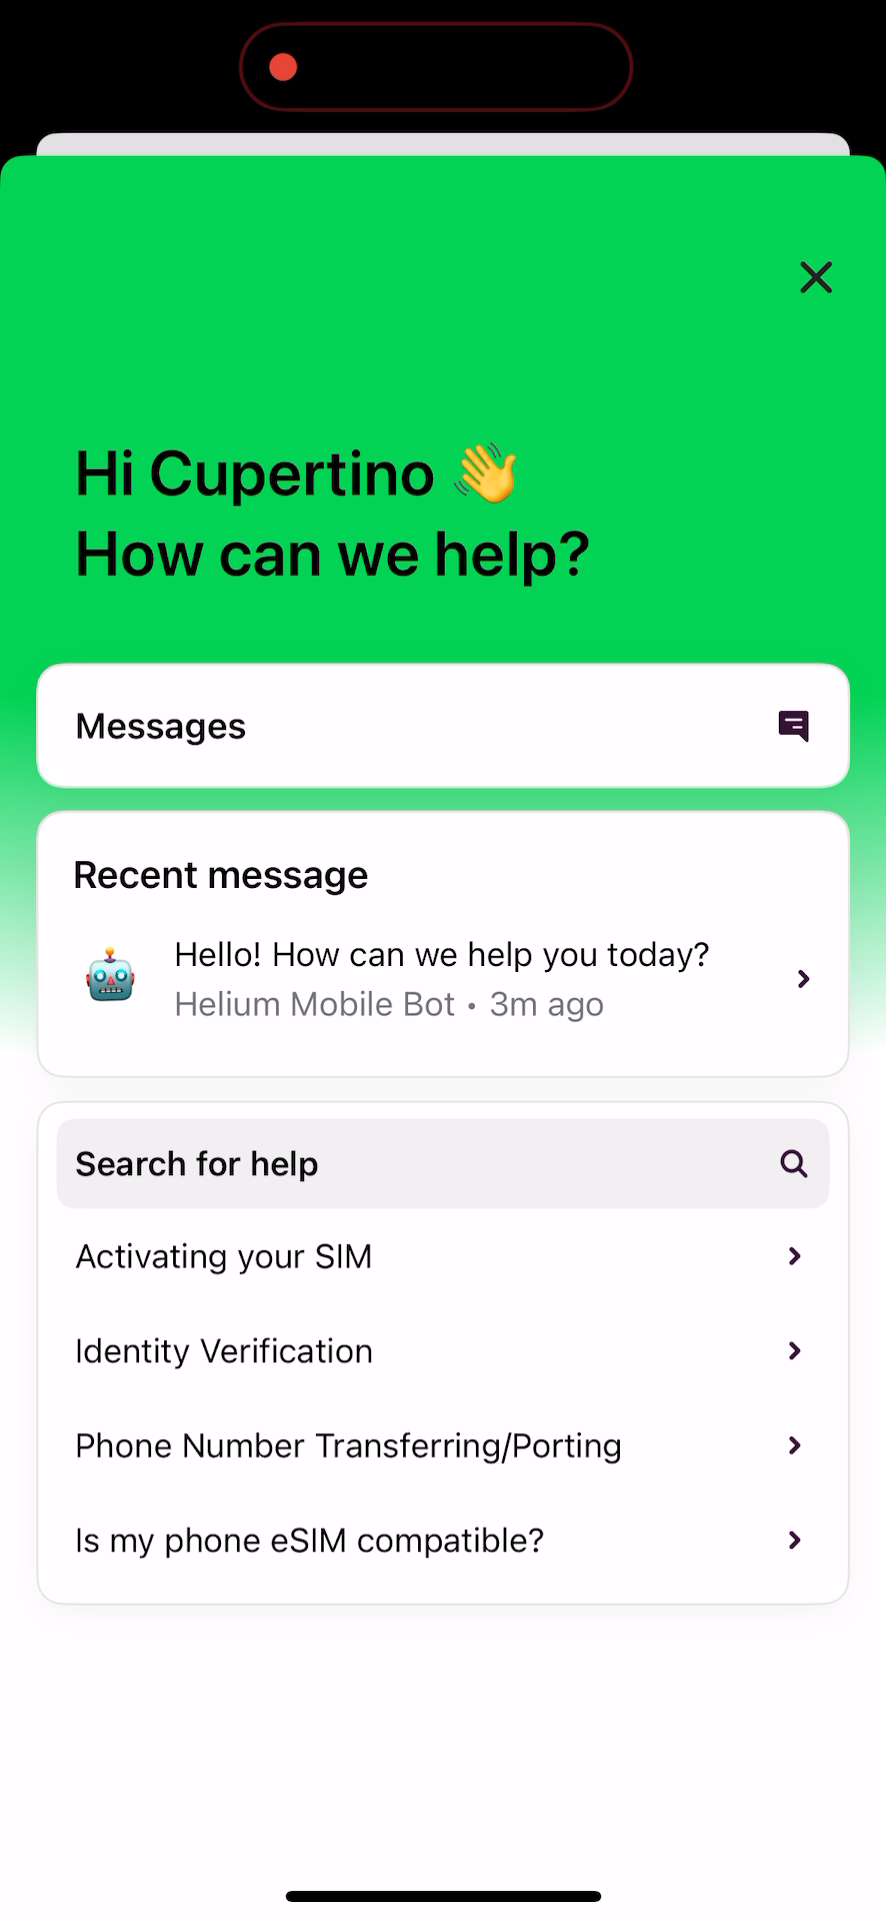 Hi Cupertino 👋
How can we help?
Messages
Recent message
Hello! How can we help you today?
Helium Mobile Bot • 3m ago
Search for help
Activating your SIM
Identity Verification
Phone Number Transferring/Porting
Is my phone eSIM compatible?